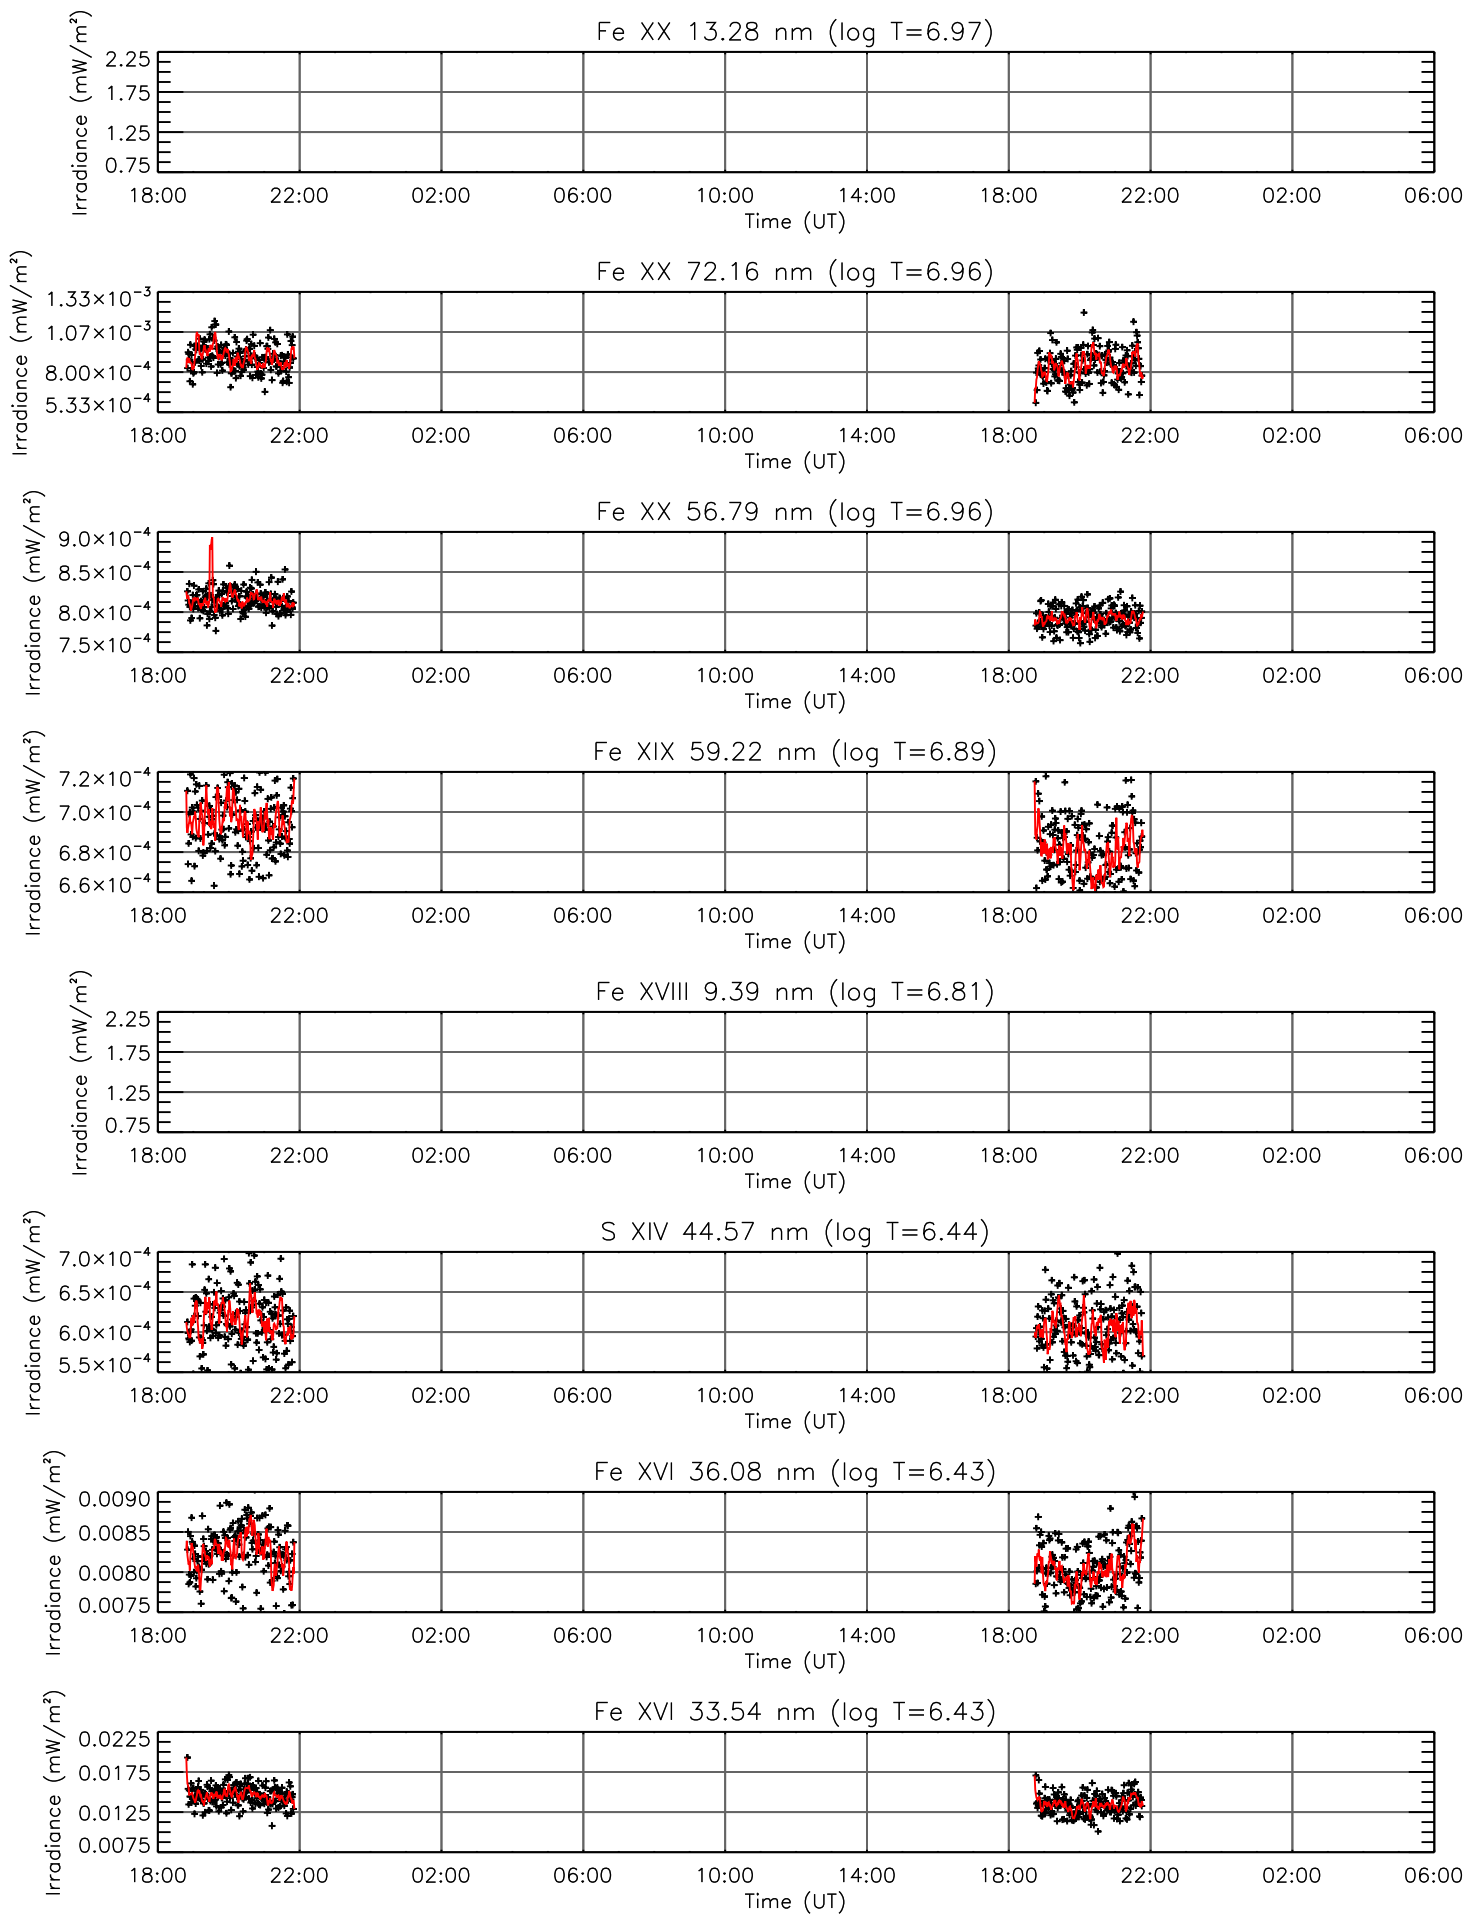 Fe XX 13.28 nm (log T=6.97)
Irradiance (mW/m²)
2.25
1.75
1.25
0.75
18:00 22:00 02:00 06:00 10:00 14:00 18:00 22:00 02:00 06:00
Time (UT)
Fe XX 72.16 nm (log T=6.96)
Irradiance (mW/m²)
1.33×10⁻³
1.07×10⁻³
8.00×10⁻⁴
5.33×10⁻⁴
18:00 22:00 02:00 06:00 10:00 14:00 18:00 22:00 02:00 06:00
Time (UT)
Fe XX 56.79 nm (log T=6.96)
Irradiance (mW/m²)
9.0×10⁻⁴
8.5×10⁻⁴
8.0×10⁻⁴
7.5×10⁻⁴
18:00 22:00 02:00 06:00 10:00 14:00 18:00 22:00 02:00 06:00
Time (UT)
Fe XIX 59.22 nm (log T=6.89)
Irradiance (mW/m²)
7.2×10⁻⁴
7.0×10⁻⁴
6.8×10⁻⁴
6.6×10⁻⁴
18:00 22:00 02:00 06:00 10:00 14:00 18:00 22:00 02:00 06:00
Time (UT)
Fe XVIII 9.39 nm (log T=6.81)
Irradiance (mW/m²)
2.25
1.75
1.25
0.75
18:00 22:00 02:00 06:00 10:00 14:00 18:00 22:00 02:00 06:00
Time (UT)
S XIV 44.57 nm (log T=6.44)
Irradiance (mW/m²)
7.0×10⁻⁴
6.5×10⁻⁴
6.0×10⁻⁴
5.5×10⁻⁴
18:00 22:00 02:00 06:00 10:00 14:00 18:00 22:00 02:00 06:00
Time (UT)
Fe XVI 36.08 nm (log T=6.43)
Irradiance (mW/m²)
0.0090
0.0085
0.0080
0.0075
18:00 22:00 02:00 06:00 10:00 14:00 18:00 22:00 02:00 06:00
Time (UT)
Fe XVI 33.54 nm (log T=6.43)
Irradiance (mW/m²)
0.0225
0.0175
0.0125
0.0075
18:00 22:00 02:00 06:00 10:00 14:00 18:00 22:00 02:00 06:00
Time (UT)